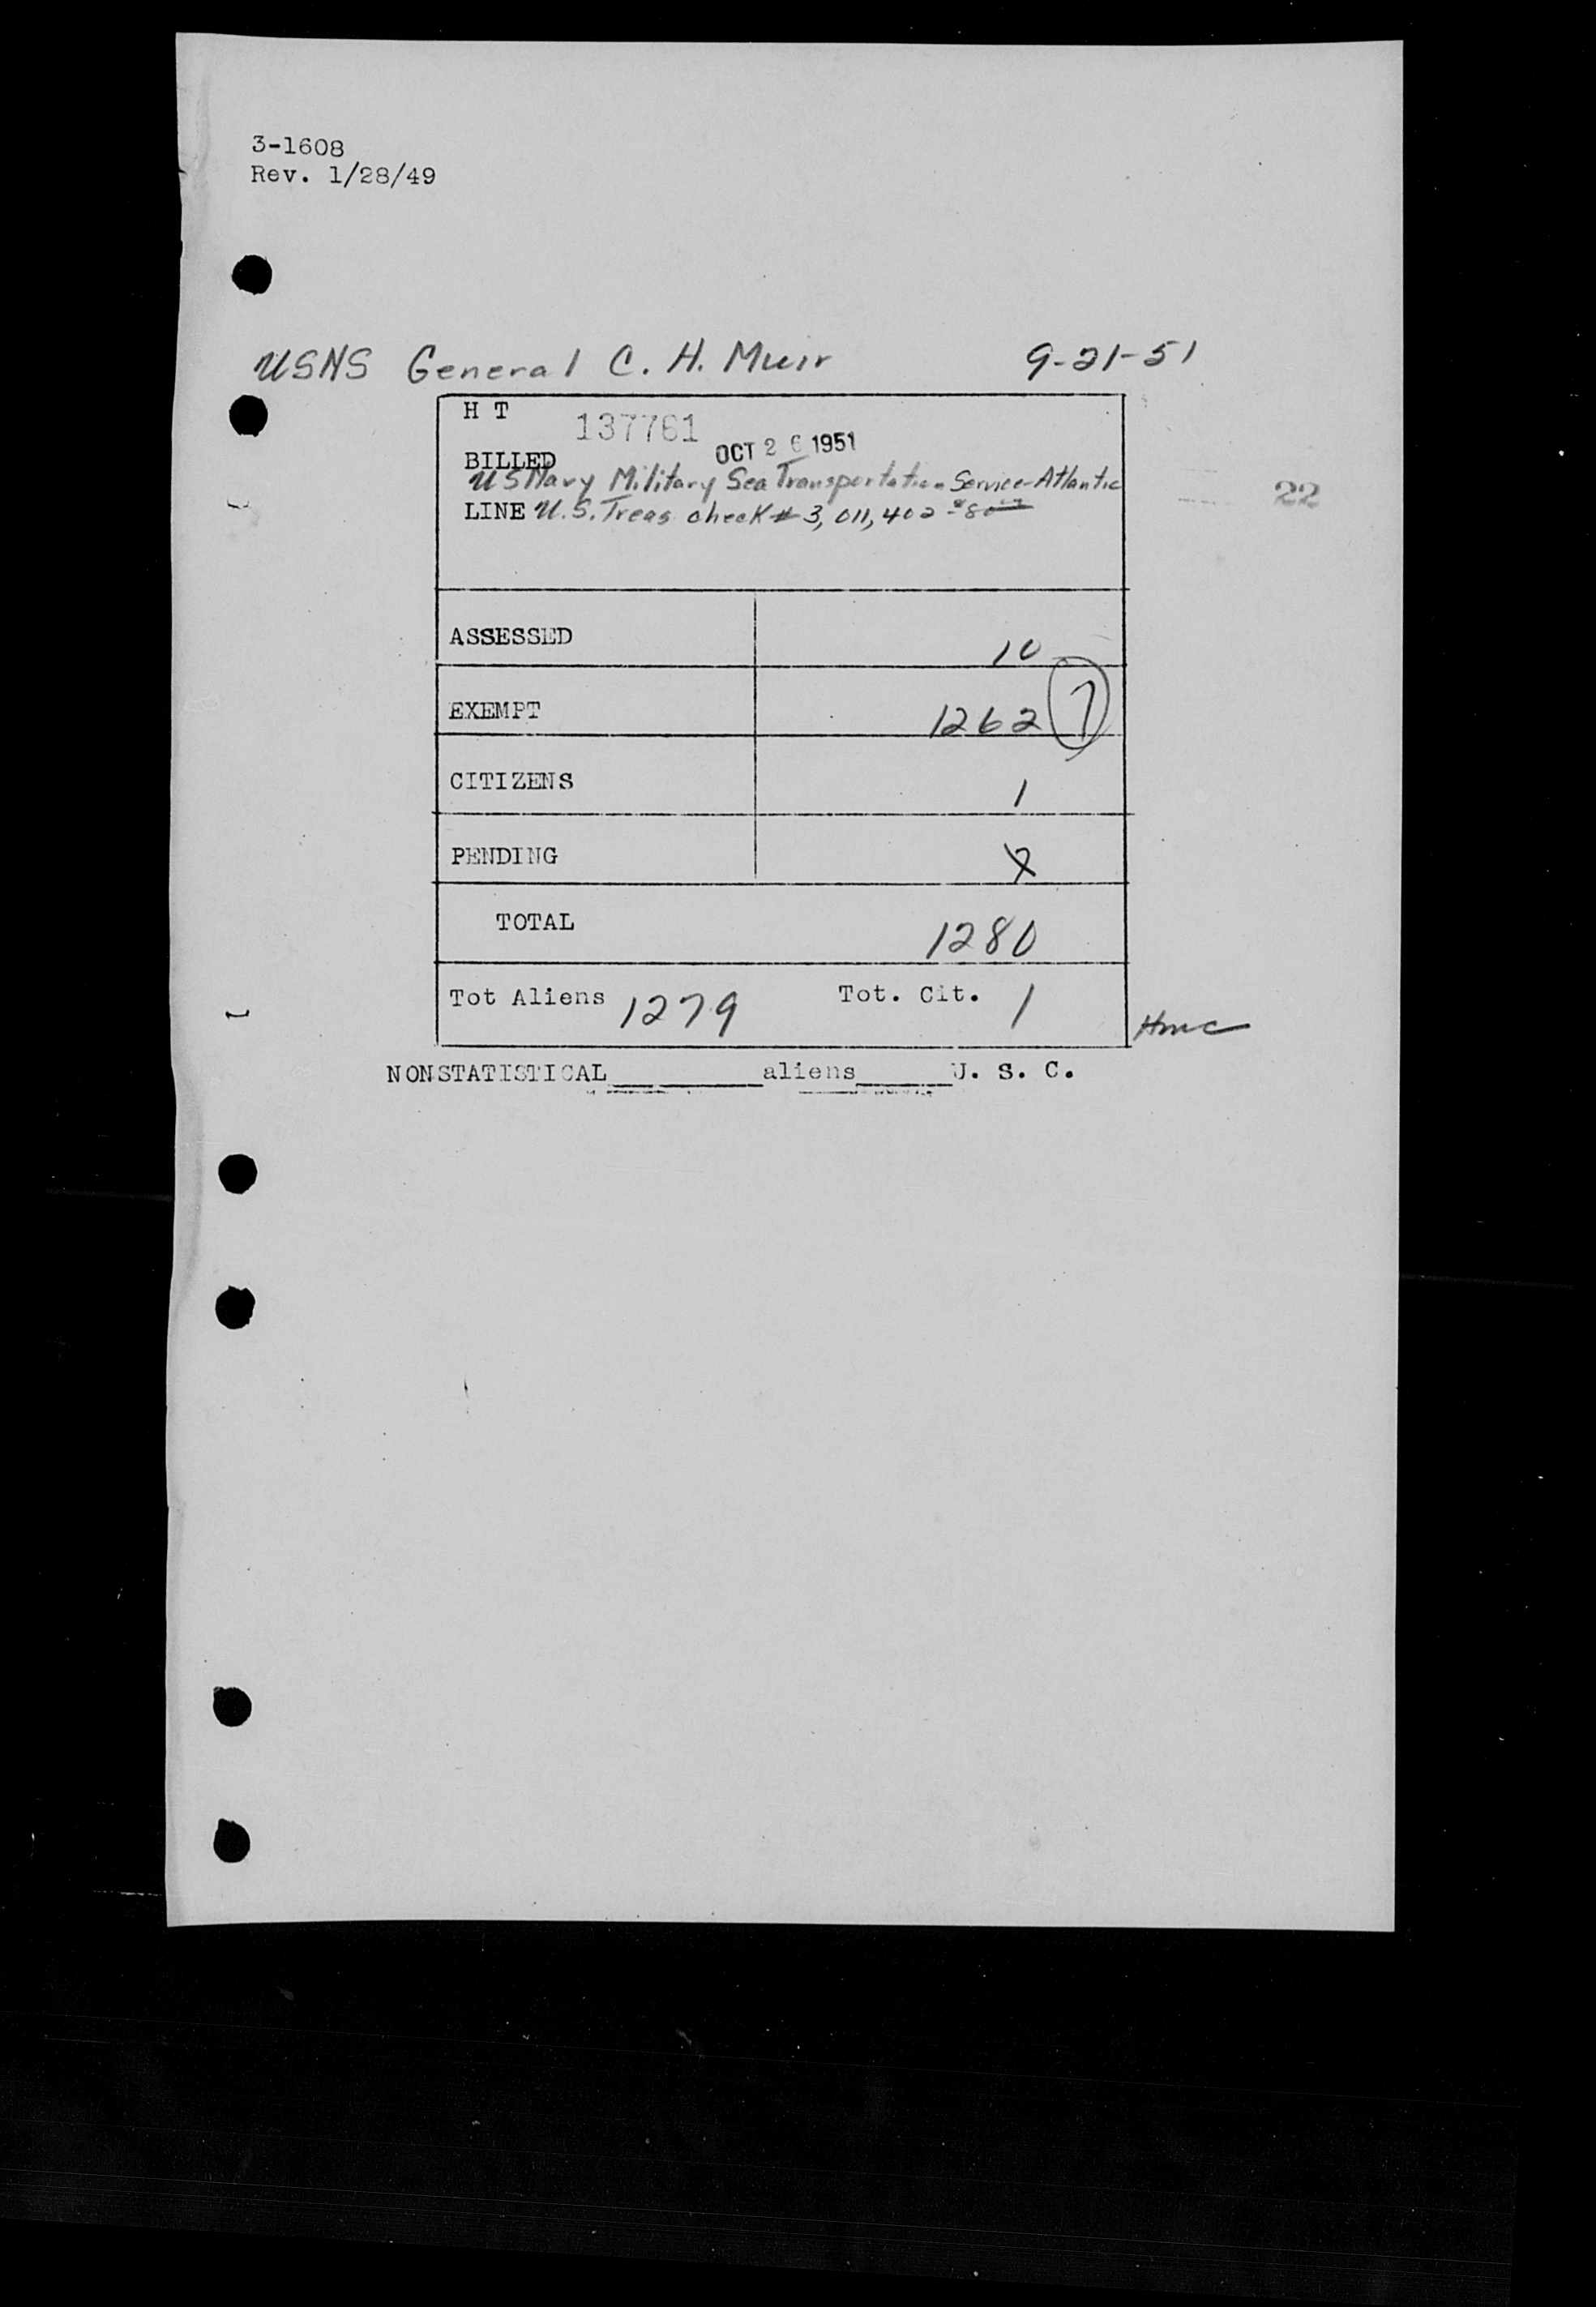 3-1608
Rev. 1/28/49
USNS General C. H. Muir 9-21-51
H T 137761
BILLED OCT 26 1951
US Navy Military Sea Transportation Service-Atlantic
LINE U.S. Treas check # 3,011,402
22
ASSESSED 10
EXEMPT 1262 7
CITIZENS 1
PENDING
TOTAL 1280
Tot Aliens 1279 Tot. Cit. 1
Hmc
NONSTATISTICAL aliens U. S. C.